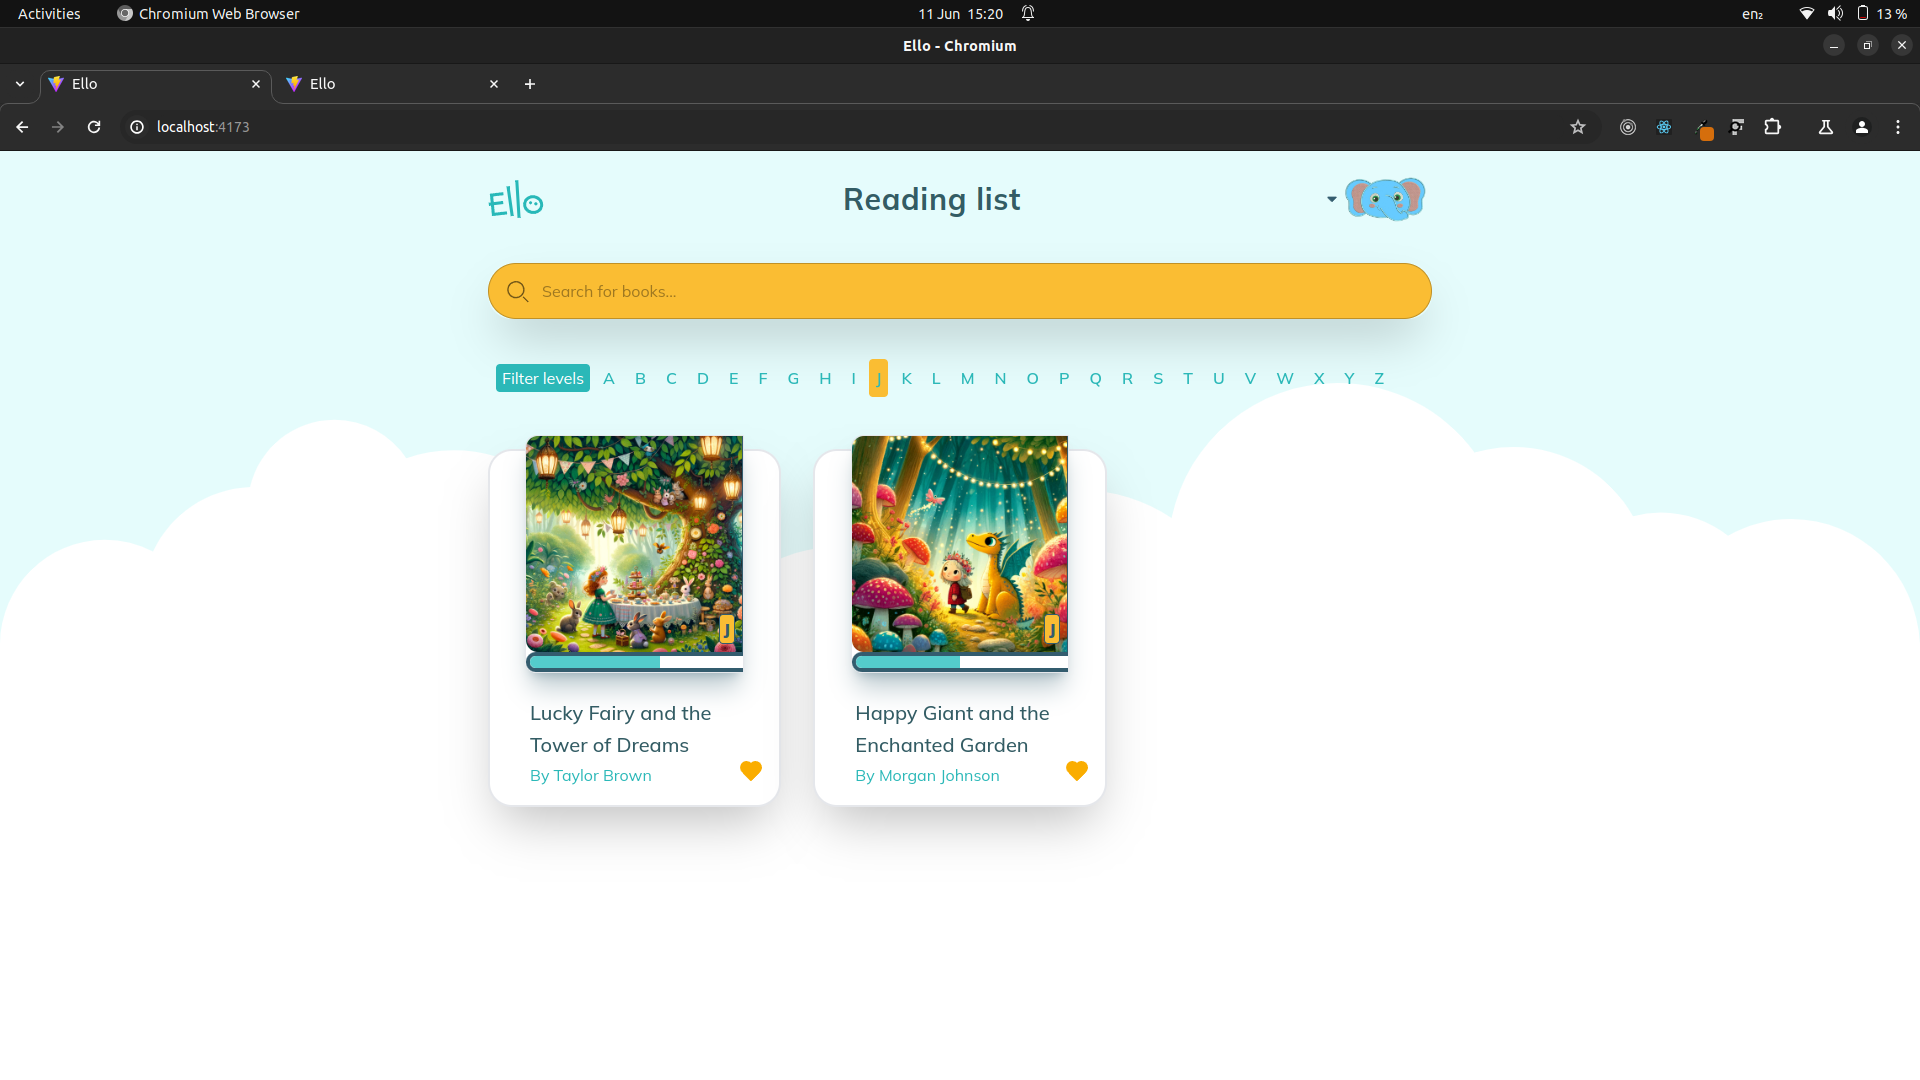 Activities Chromium Web Browser 11 Jun 15:20 en₂ 13 %
Ello - Chromium
Ello Ello
localhost:4173
Ello Reading list
Search for books...
Filter levels A B C D E F G H I J K L M N O P Q R S T U V W X Y Z
J J
Lucky Fairy and the
Tower of Dreams
By Taylor Brown
Happy Giant and the
Enchanted Garden
By Morgan Johnson